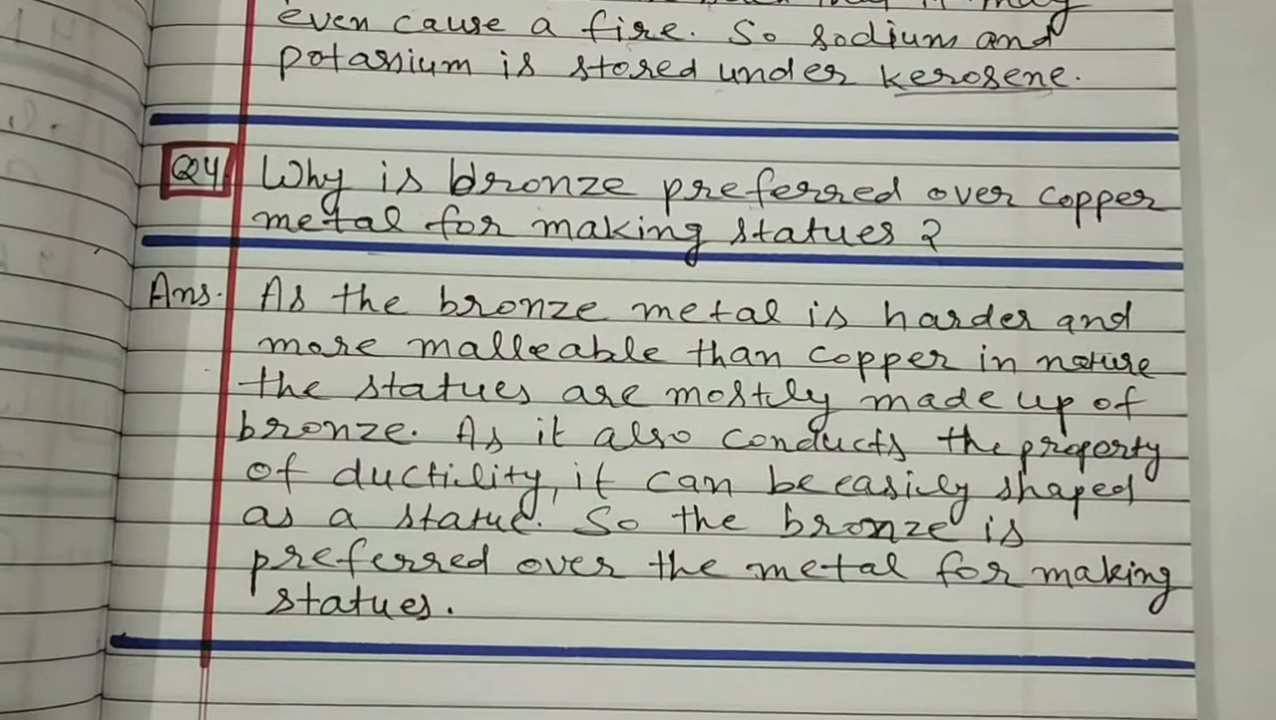 even cause a fire. So sodium and
potassium is stored under kerosene.
Q4. Why is bronze preferred over copper
metal for making statues ?
Ans. As the bronze metal is harder and
more malleable than copper in nature
the statues are mostly made up of
bronze. As it also conducts the property
of ductility, it can be easily shaped
as a statue. So the bronze is
preferred over the metal for making
statues.